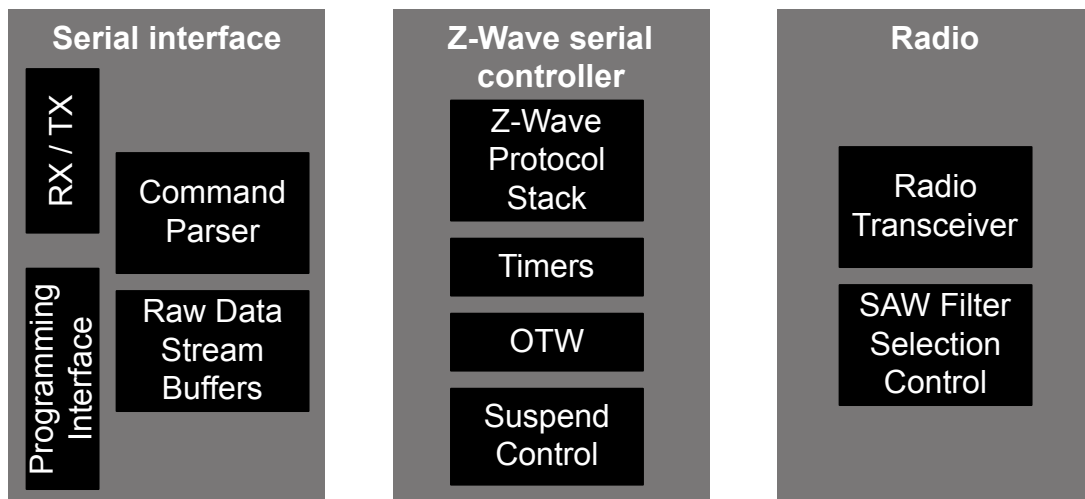 Serial interface
RX / TX
Command
Parser
Programming
Interface
Raw Data
Stream
Buffers
Z-Wave serial
controller
Z-Wave
Protocol
Stack
Timers
OTW
Suspend
Control
Radio
Radio
Transceiver
SAW Filter
Selection
Control